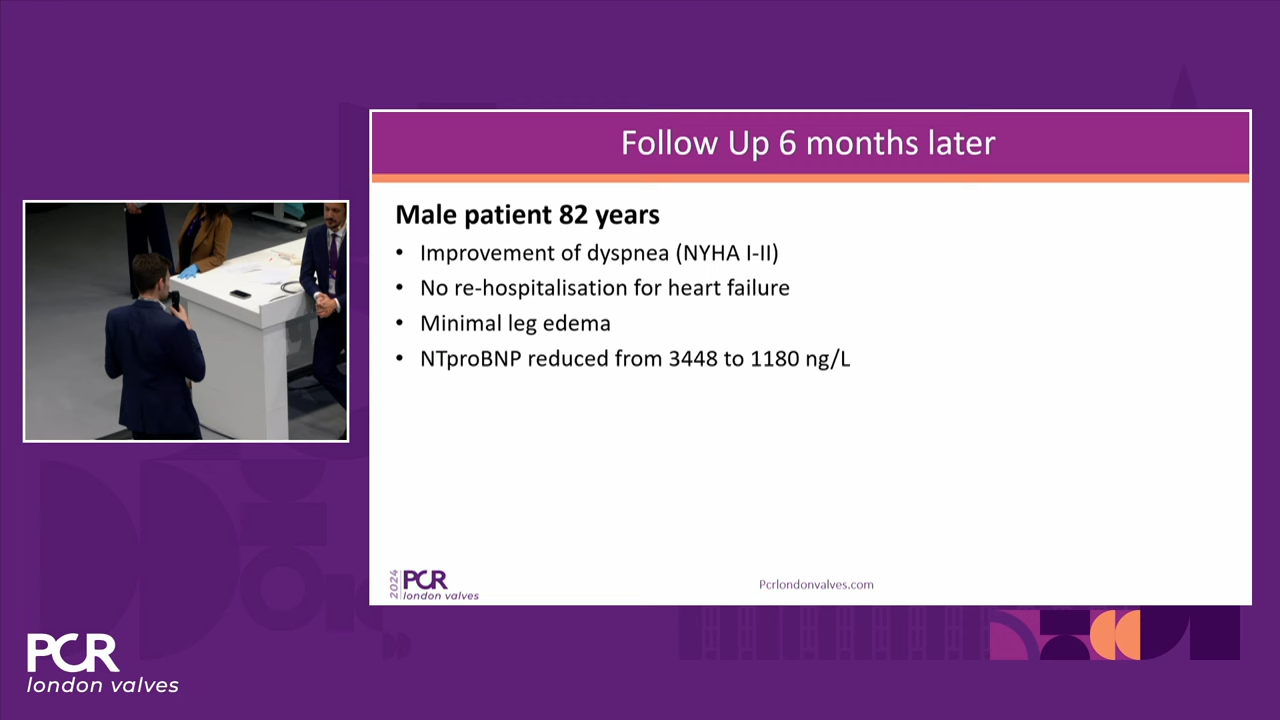 Follow Up 6 months later
Male patient 82 years
• Improvement of dyspnea (NYHA I-II)
• No re-hospitalisation for heart failure
• Minimal leg edema
• NTproBNP reduced from 3448 to 1180 ng/L
2024
PCR
london valves
Pcrlondonvalves.com
PCR
london valves